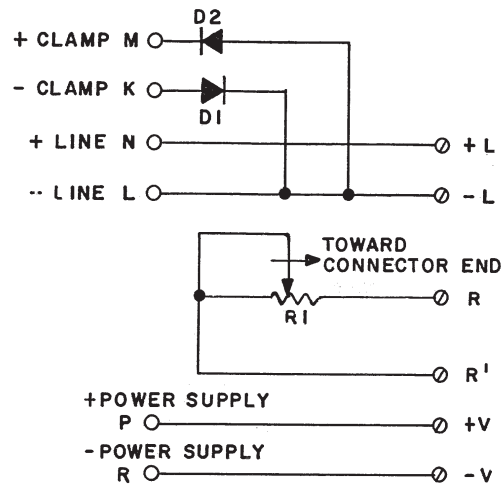 D2
+ CLAMP M
- CLAMP K
D1
+ LINE N
+L
-- LINE L
-L
TOWARD
CONNECTOR END
R
R1
R'
+POWER SUPPLY
P
+V
-POWER SUPPLY
R
-V